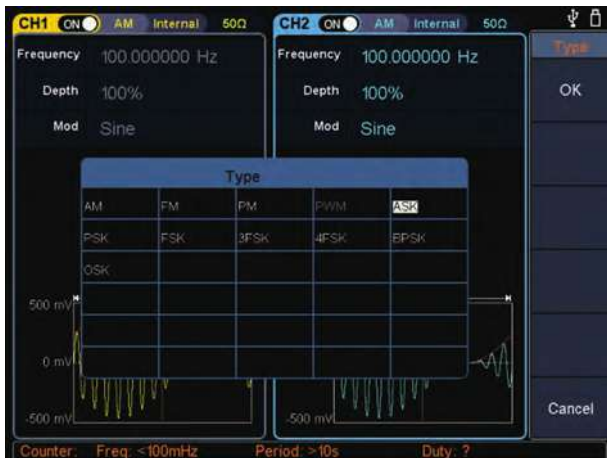 CH1 ON AM Internal 50Ω CH2 ON AM Internal 50Ω
Type
Frequency 100.000000 Hz Frequency 100.000000 Hz
OK
Depth 100% Depth 100%
Mod Sine Mod Sine
Type
AM FM PM PWM ASK
PSK FSK 3FSK 4FSK BPSK
OSK
500 mV
0 mV
-500 mV -500 mV
Cancel
Counter: Freq: <100mHz Period: >10s Duty: ?